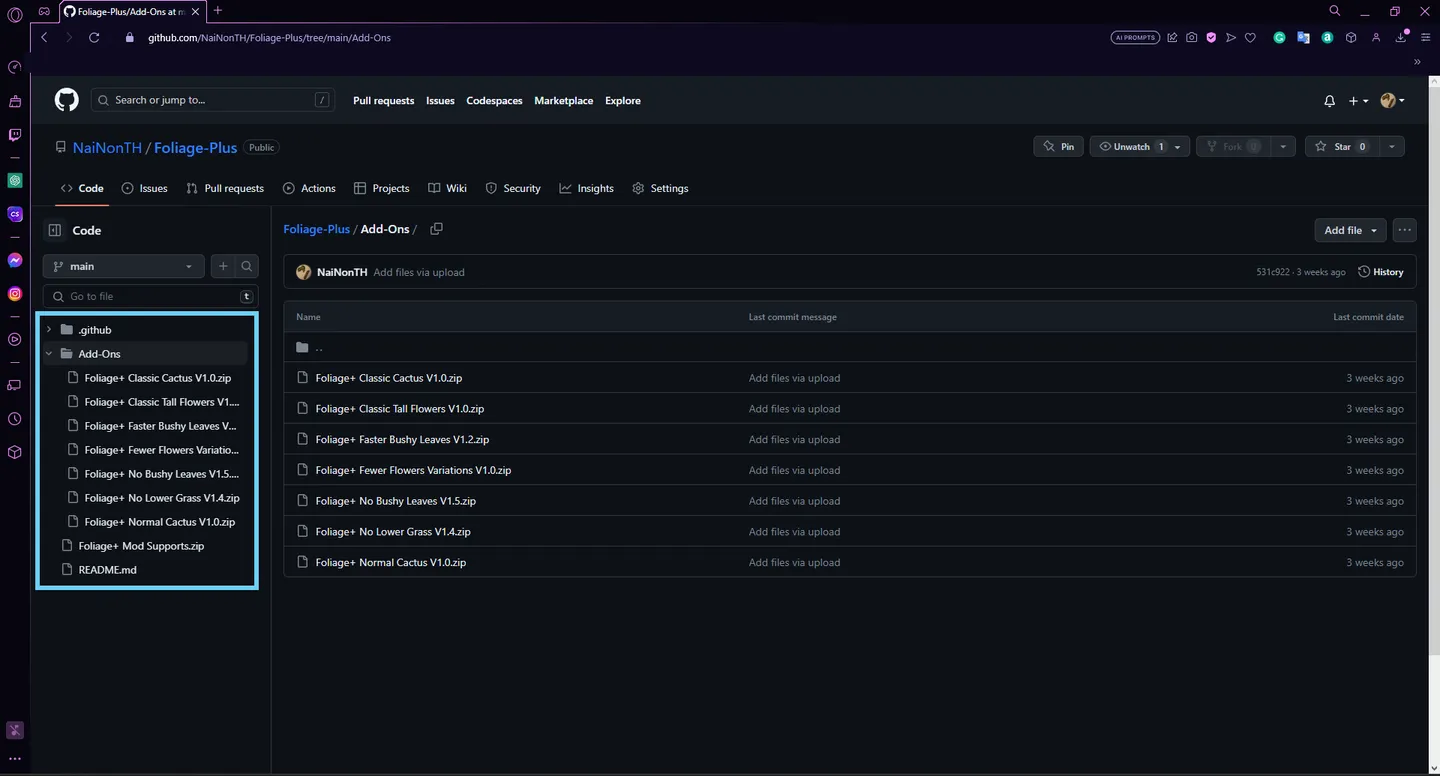 Foliage-Plus/Add-Ons at m
github.com/NaiNonTH/Foliage-Plus/tree/main/Add-Ons
AI PROMPTS
Search or jump to...
/
Pull requests
Issues
Codespaces
Marketplace
Explore
NaiNonTH / Foliage-Plus
Public
Pin
Unwatch 1
Fork 0
Star 0
Code
Issues
Pull requests
Actions
Projects
Wiki
Security
Insights
Settings
Code
main
Go to file
t
.github
Add-Ons
Foliage+ Classic Cactus V1.0.zip
Foliage+ Classic Tall Flowers V1....
Foliage+ Faster Bushy Leaves V...
Foliage+ Fewer Flowers Variatio...
Foliage+ No Bushy Leaves V1.5....
Foliage+ No Lower Grass V1.4.zip
Foliage+ Normal Cactus V1.0.zip
Foliage+ Mod Supports.zip
README.md
Foliage-Plus / Add-Ons /
Add file
NaiNonTH Add files via upload
531c922 · 3 weeks ago
History
Name Last commit message Last commit date
..
Foliage+ Classic Cactus V1.0.zip Add files via upload 3 weeks ago
Foliage+ Classic Tall Flowers V1.0.zip Add files via upload 3 weeks ago
Foliage+ Faster Bushy Leaves V1.2.zip Add files via upload 3 weeks ago
Foliage+ Fewer Flowers Variations V1.0.zip Add files via upload 3 weeks ago
Foliage+ No Bushy Leaves V1.5.zip Add files via upload 3 weeks ago
Foliage+ No Lower Grass V1.4.zip Add files via upload 3 weeks ago
Foliage+ Normal Cactus V1.0.zip Add files via upload 3 weeks ago